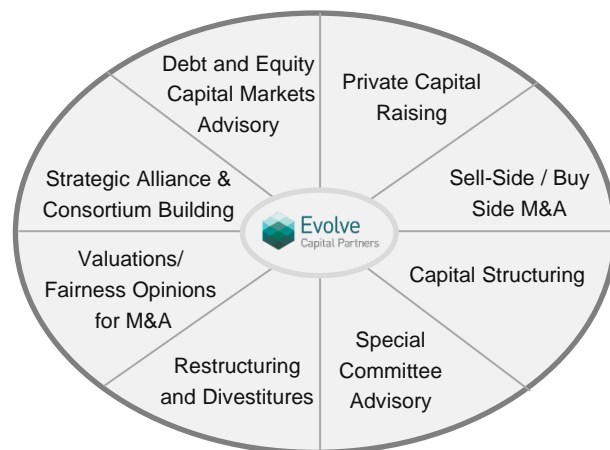 Debt and Equity
Capital Markets
Advisory
Private Capital
Raising
Sell-Side / Buy
Side M&A
Capital Structuring
Special
Committee
Advisory
Restructuring
and Divestitures
Valuations/
Fairness Opinions
for M&A
Strategic Alliance &
Consortium Building
Evolve
Capital Partners